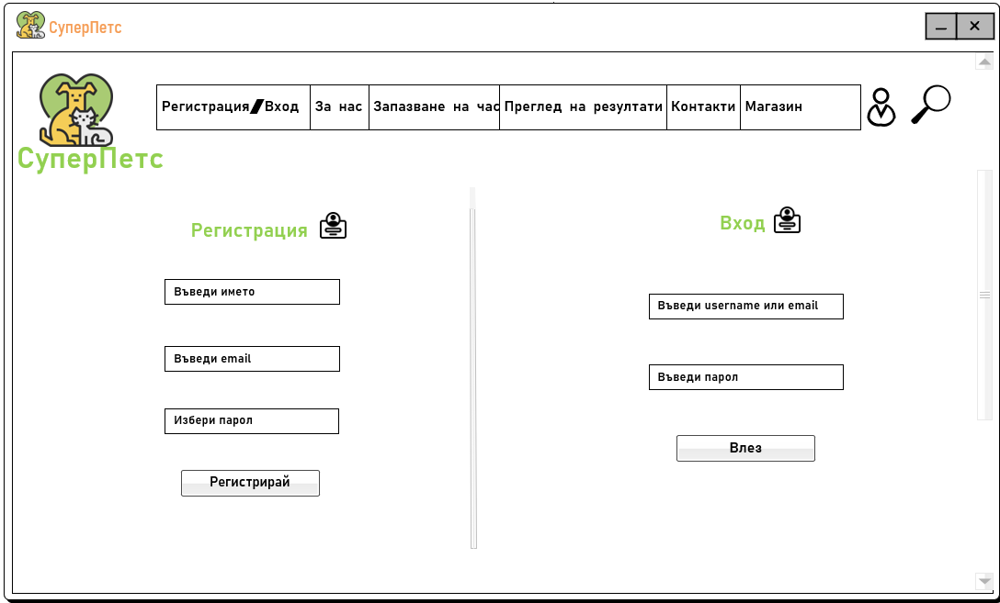 СуперПетс
Регистрация/Вход За нас Запазване на час Преглед на резултати Контакти Магазин
СуперПетс
Регистрация
Въведи името
Въведи email
Избери парол
Регистрирай
Вход
Въведи username или email
Въведи парол
Влез